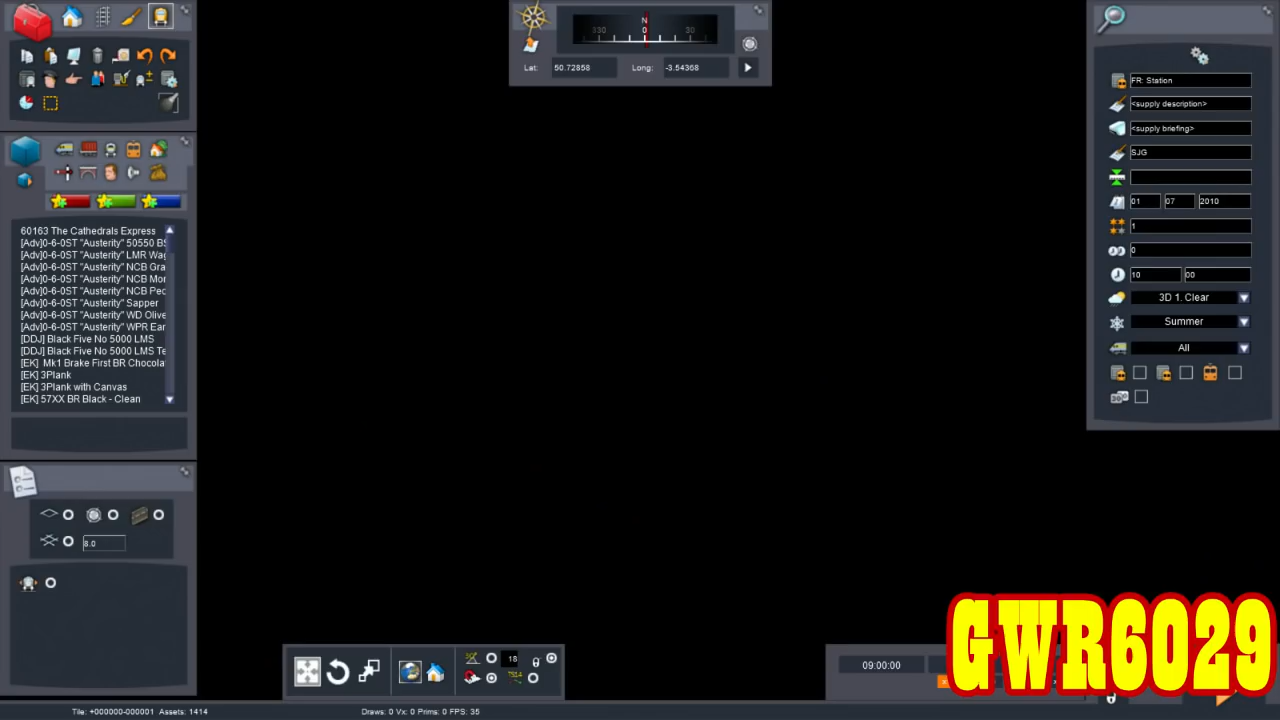 N
330 0 30
Lat: 50.72858 Long: -3.54368
FR: Station
<supply description>
<supply briefing>
SJG
01 07 2010
1
0
10 00
3D 1. Clear
Summer
All
60163 The Cathedrals Express
[Adv]0-6-0ST "Austerity" 50550 BS
[Adv]0-6-0ST "Austerity" LMR Wag
[Adv]0-6-0ST "Austerity" NCB Gra
[Adv]0-6-0ST "Austerity" NCB Mor
[Adv]0-6-0ST "Austerity" NCB Pec
[Adv]0-6-0ST "Austerity" Sapper
[Adv]0-6-0ST "Austerity" WD Olive
[Adv]0-6-0ST "Austerity" WPR Ear
[DDJ] Black Five No 5000 LMS
[DDJ] Black Five No 5000 LMS Te
[EK] Mk1 Brake First BR Chocola
[EK] 3Plank
[EK] 3Plank with Canvas
[EK] 57XX BR Black - Clean
8.0
18
09:00:00
GWR6029
Tile: +000000-000001 Assets: 1414
Draws: 0 Vx: 0 Prims: 0 FPS: 35